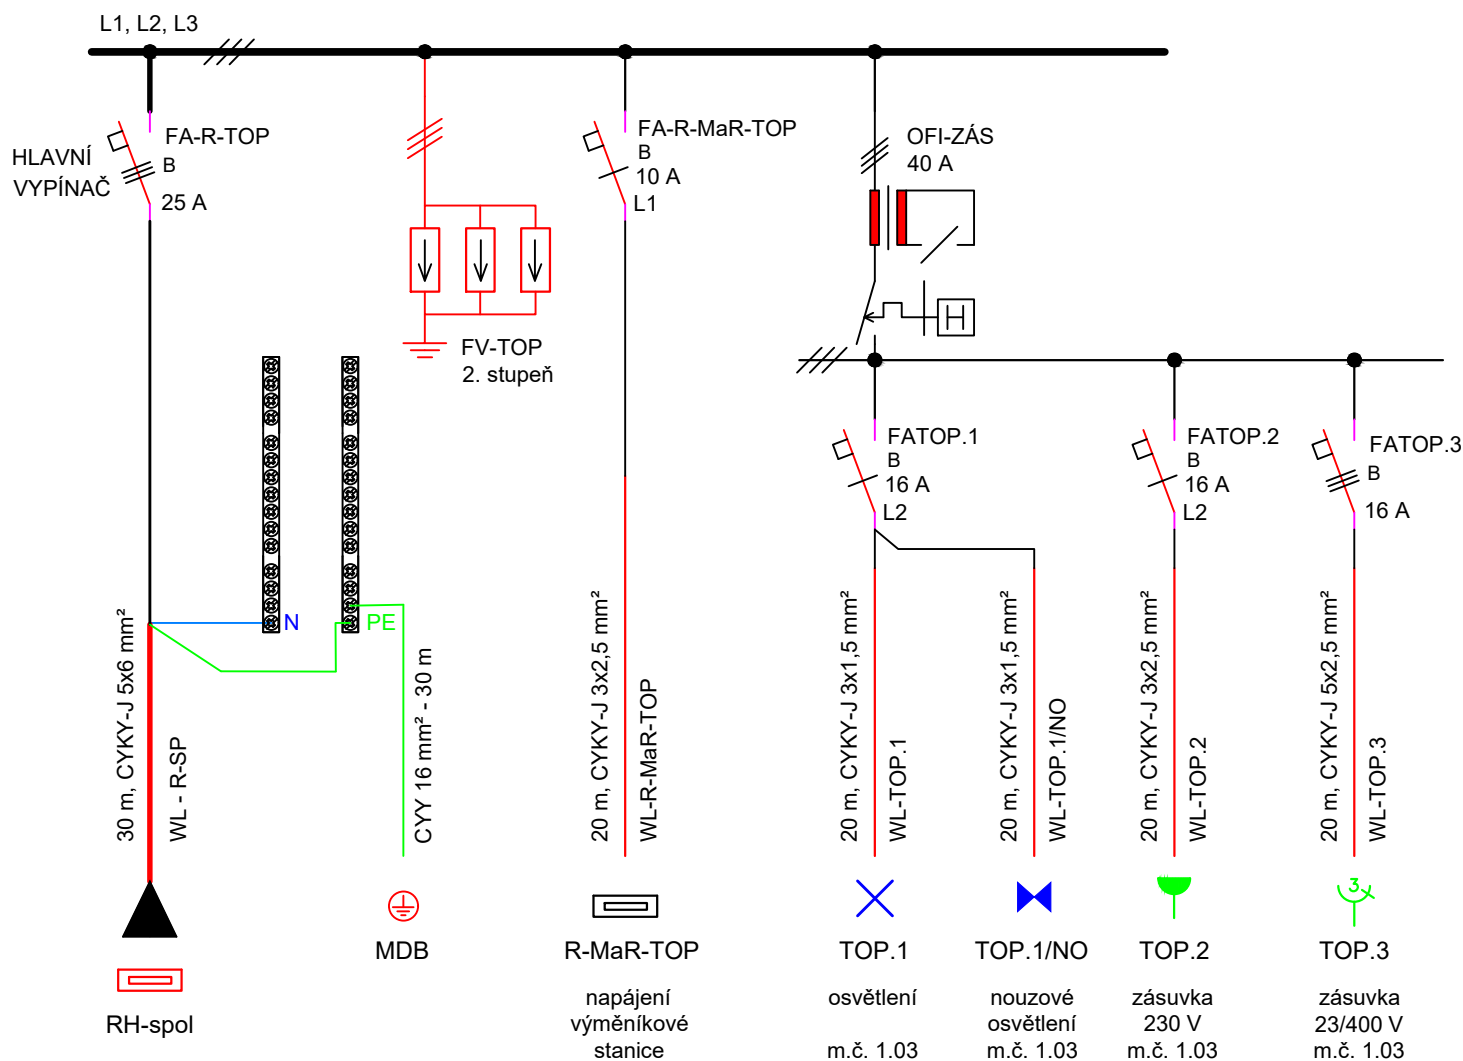 L1, L2, L3
HLAVNÍ
VYPÍNAČ
FA-R-TOP
B
25 A
FV-TOP
2. stupeň
FA-R-MaR-TOP
B
10 A
L1
OFI-ZÁS
40 A
H
FATOP.1
B
16 A
L2
FATOP.2
B
16 A
L2
FATOP.3
B
16 A
N
PE
30 m, CYKY-J 5x6 mm²
WL - R-SP
CYY 16 mm² - 30 m
20 m, CYKY-J 3x2,5 mm²
WL-R-MaR-TOP
20 m, CYKY-J 3x1,5 mm²
WL-TOP.1
20 m, CYKY-J 3x1,5 mm²
WL-TOP.1/NO
20 m, CYKY-J 3x2,5 mm²
WL-TOP.2
20 m, CYKY-J 5x2,5 mm²
WL-TOP.3
3
RH-spol
MDB
R-MaR-TOP
napájení
výměníkové
stanice
TOP.1
osvětlení
m.č. 1.03
TOP.1/NO
nouzové
osvětlení
m.č. 1.03
TOP.2
zásuvka
230 V
m.č. 1.03
TOP.3
zásuvka
23/400 V
m.č. 1.03